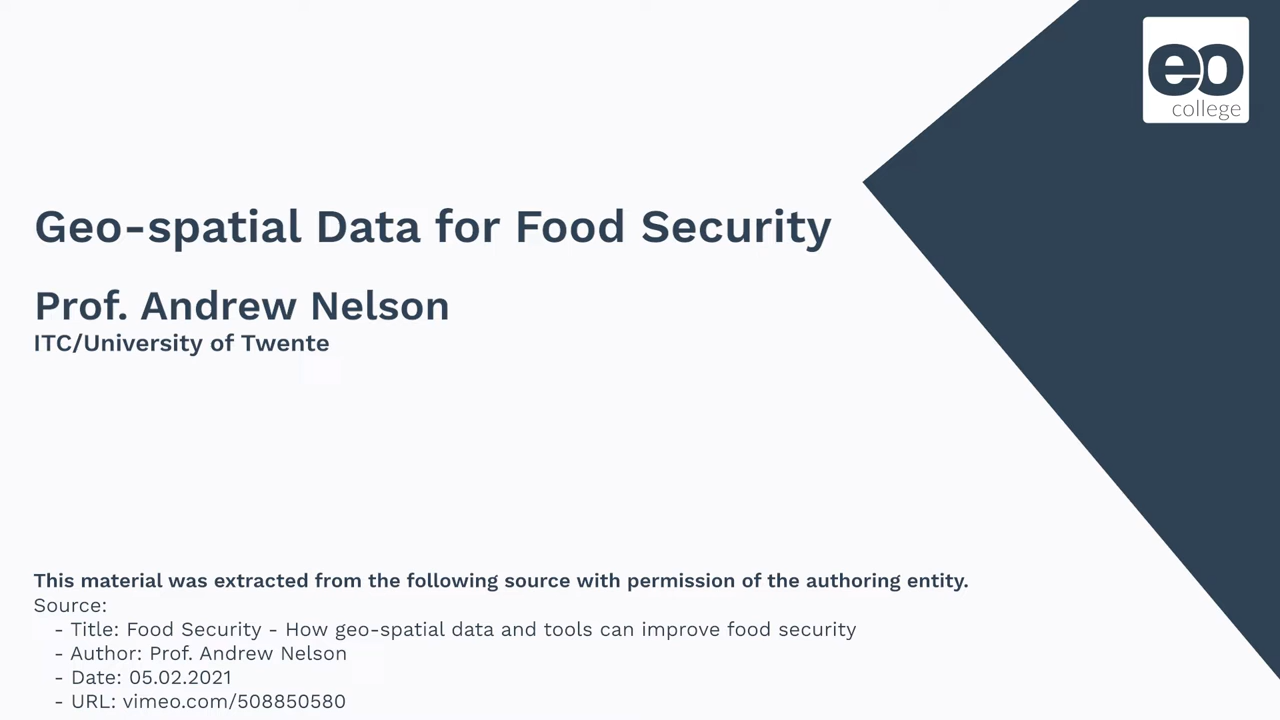 eo
college
Geo-spatial Data for Food Security
Prof. Andrew Nelson
ITC/University of Twente
This material was extracted from the following source with permission of the authoring entity.
Source:
- Title: Food Security - How geo-spatial data and tools can improve food security
- Author: Prof. Andrew Nelson
- Date: 05.02.2021
- URL: vimeo.com/508850580